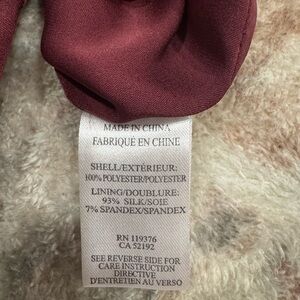 MADE IN CHINA
FABRIQUÉ EN CHINE
SHELL/EXTÉRIEUR:
100% POLYESTER/POLYESTER
LINING/DOUBLURE:
93% SILK/SOIE
7% SPANDEX/SPANDEX
RN 119376
CA 52192
SEE REVERSE SIDE FOR
CARE INSTRUCTION
DIRECTIVE
D'ENTRETIEN AU VERSO